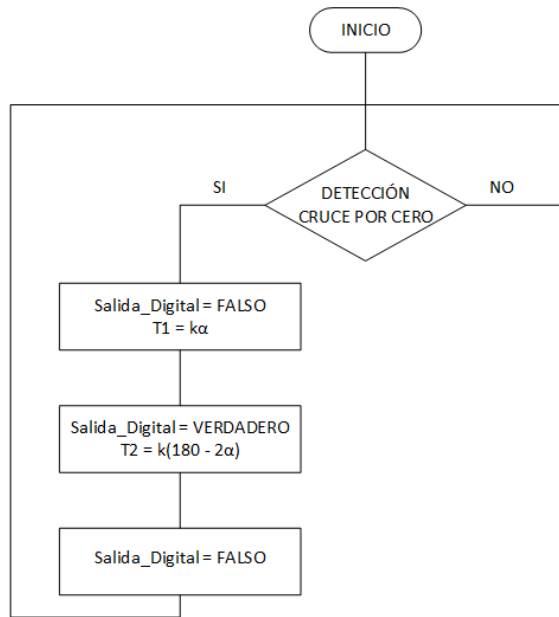 INICIO
DETECCIÓN
CRUCE POR CERO
SI
NO
Salida_Digital = FALSO
T1 = kα
Salida_Digital = VERDADERO
T2 = k(180 - 2α)
Salida_Digital = FALSO